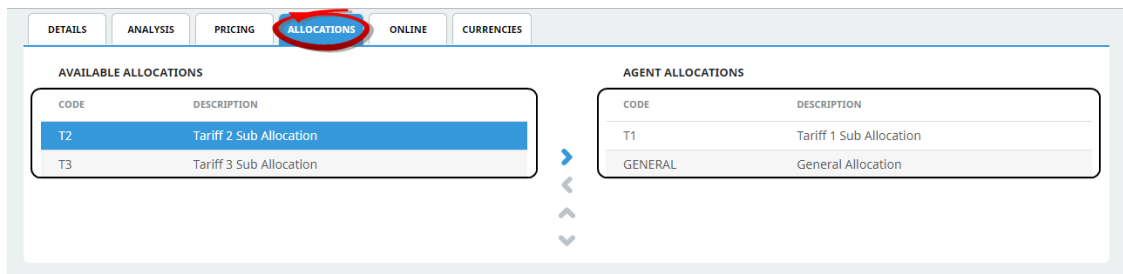 DETAILS ANALYSIS PRICING ALLOCATIONS ONLINE CURRENCIES
AVAILABLE ALLOCATIONS
CODE DESCRIPTION
T2 Tariff 2 Sub Allocation
T3 Tariff 3 Sub Allocation
AGENT ALLOCATIONS
CODE DESCRIPTION
T1 Tariff 1 Sub Allocation
GENERAL General Allocation